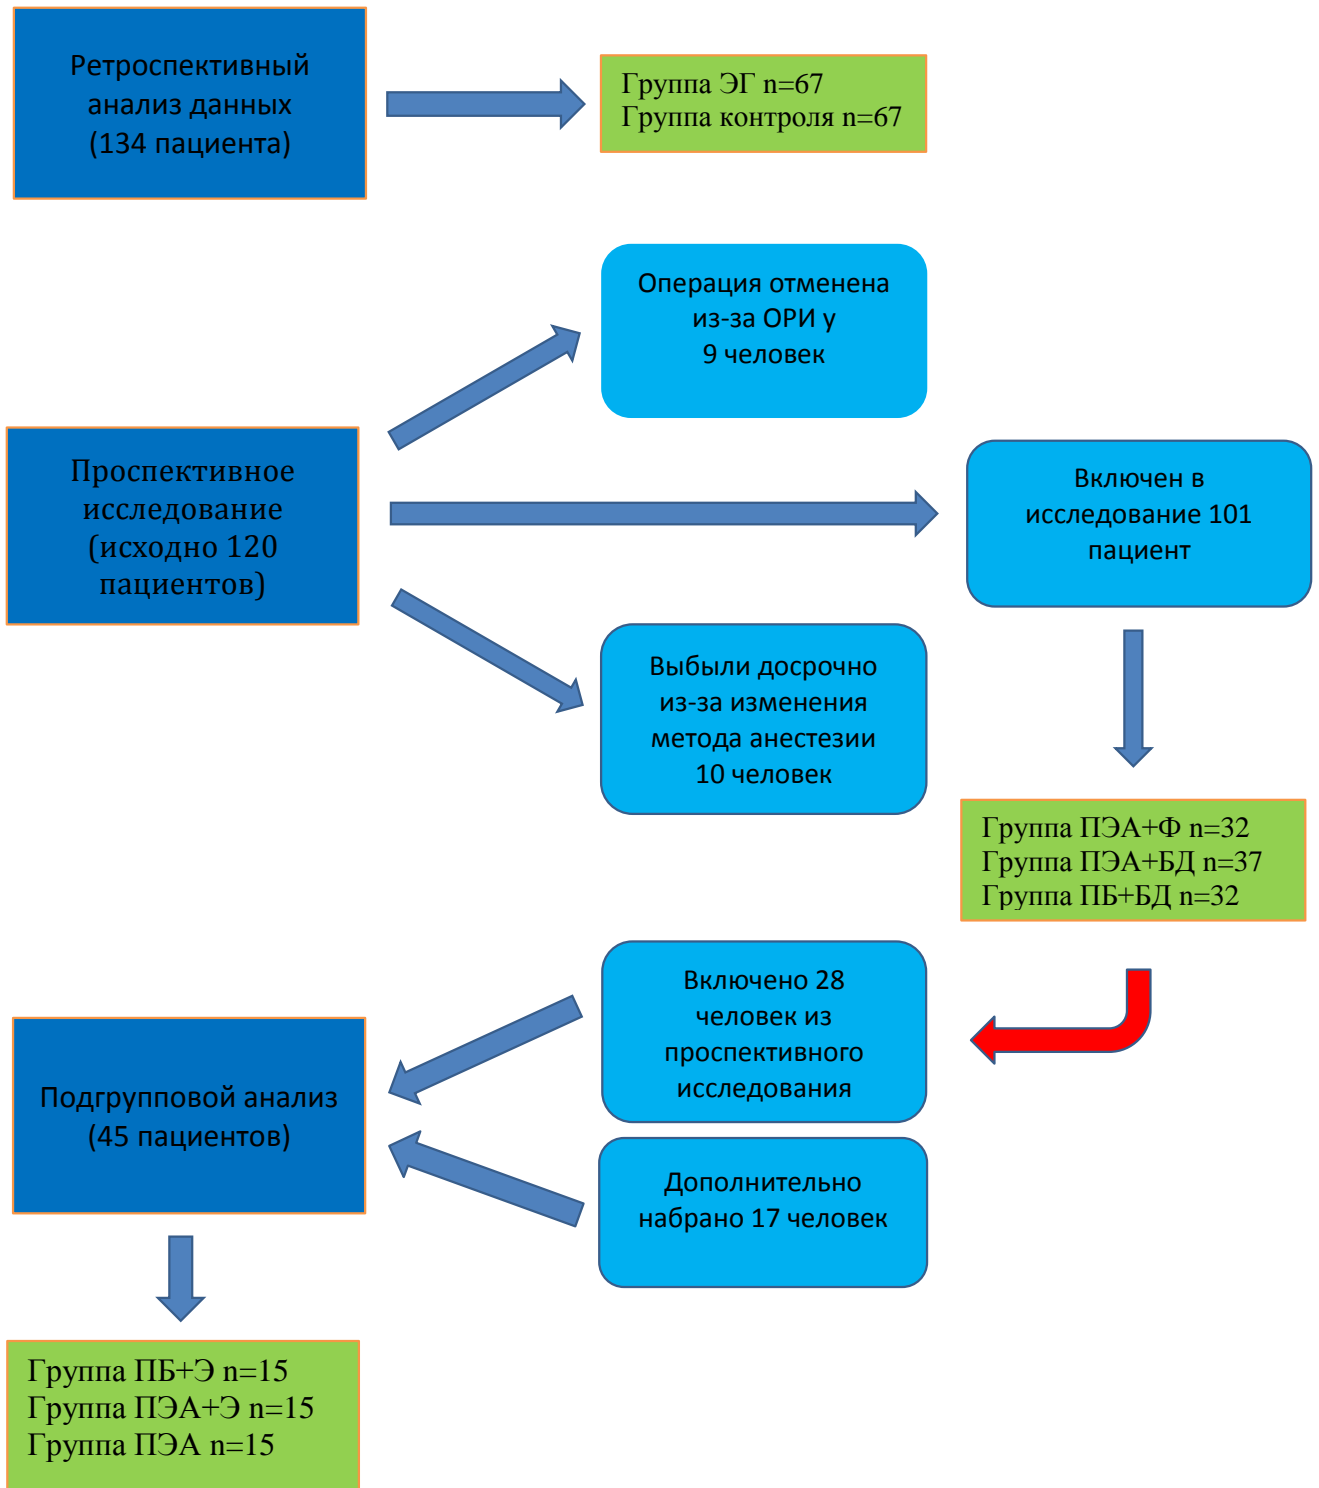 Ретроспективный
анализ данных
(134 пациента)
Группа ЭГ n=67
Группа контроля n=67
Операция отменена
из-за ОРИ у
9 человек
Проспективное
исследование
(исходно 120
пациентов)
Включен в
исследование 101
пациент
Выбыли досрочно
из-за изменения
метода анестезии
10 человек
Группа ПЭА+Ф n=32
Группа ПЭА+БД n=37
Группа ПБ+БД n=32
Включено 28
человек из
проспективного
исследования
Подгрупповой анализ
(45 пациентов)
Дополнительно
набрано 17 человек
Группа ПБ+Э n=15
Группа ПЭА+Э n=15
Группа ПЭА n=15